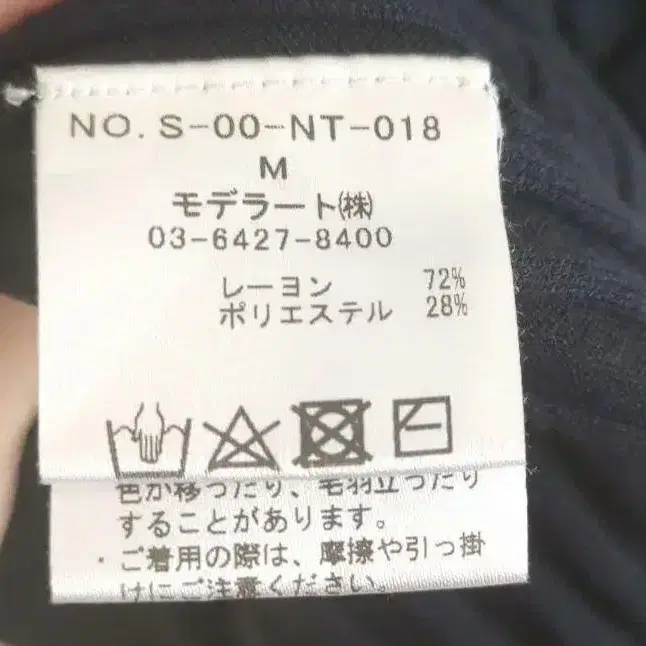 NO. S-00-NT-018
M
モデラート㈱
03-6427-8400
レーヨン 72%
ポリエステル 28%
色が移ったり、毛羽立ったり
することがあります。
・ご着用の際は、摩擦や引っ掛
けにご注意ください